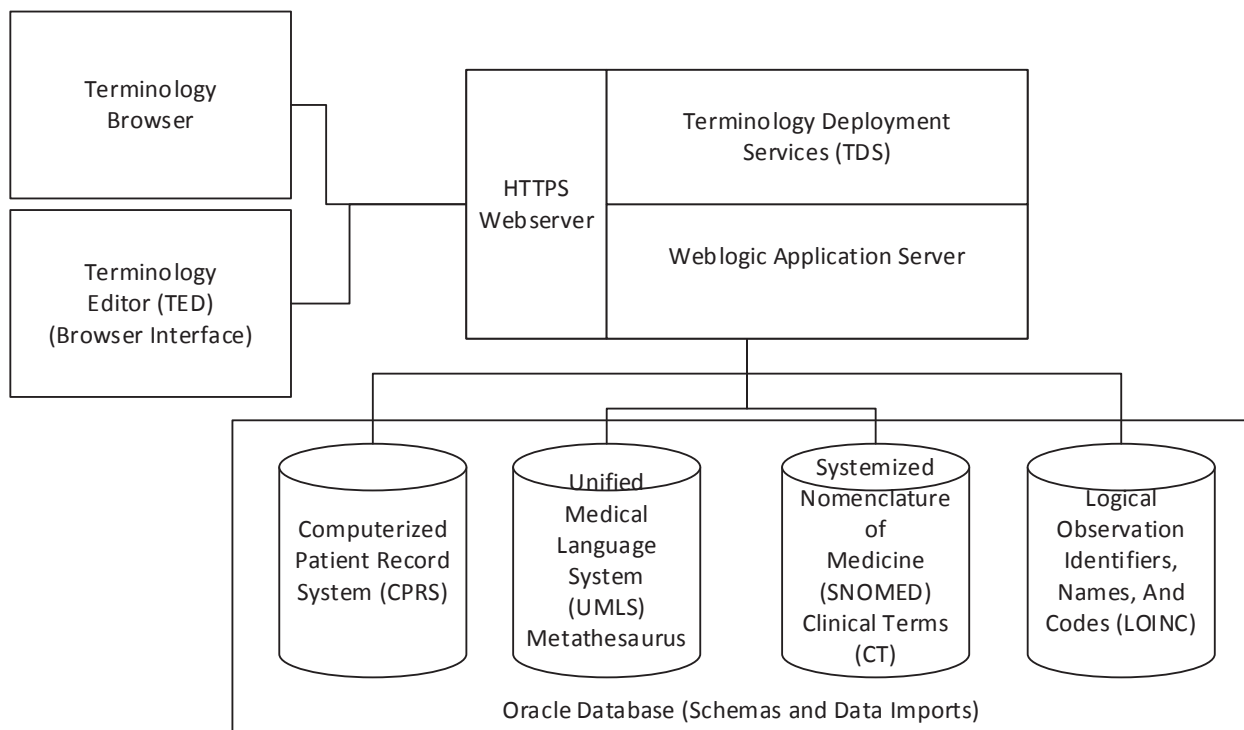 Terminology
Browser
Terminology
Editor (TED)
(Browser Interface)
HTTPS
Webserver
Terminology Deployment
Services (TDS)
Weblogic Application Server
Computerized
Patient Record
System (CPRS)
Unified
Medical
Language
System
(UMLS)
Metathesaurus
Systemized
Nomenclature
of
Medicine
(SNOMED)
Clinical Terms
(CT)
Logical
Observation
Identifiers,
Names, And
Codes (LOINC)
Oracle Database (Schemas and Data Imports)